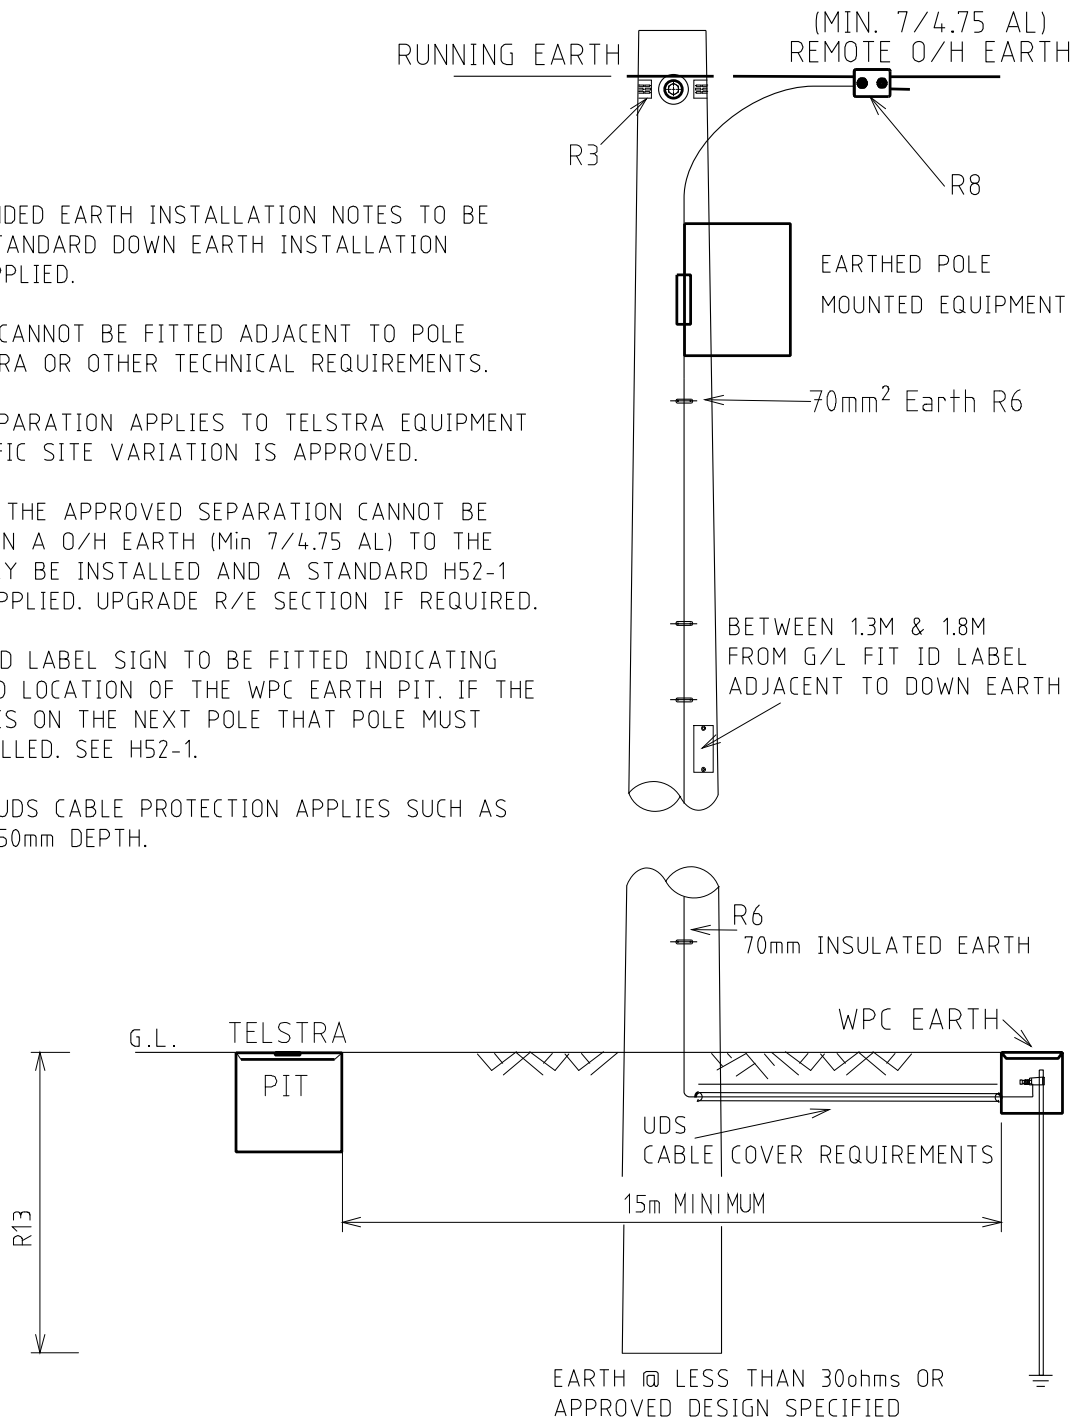 (MIN. 7/4.75 AL)
RUNNING EARTH
REMOTE O/H EARTH
R3
R8
NDED EARTH INSTALLATION NOTES TO BE
TANDARD DOWN EARTH INSTALLATION
PPLIED.
EARTHED POLE
MOUNTED EQUIPMENT
CANNOT BE FITTED ADJACENT TO POLE
RA OR OTHER TECHNICAL REQUIREMENTS.
70mm² Earth R6
PARATION APPLIES TO TELSTRA EQUIPMENT
FIC SITE VARIATION IS APPROVED.
THE APPROVED SEPARATION CANNOT BE
N A O/H EARTH (Min 7/4.75 AL) TO THE
Y BE INSTALLED AND A STANDARD H52-1
PPLIED. UPGRADE R/E SECTION IF REQUIRED.
BETWEEN 1.3M & 1.8M
FROM G/L FIT ID LABEL
ADJACENT TO DOWN EARTH
D LABEL SIGN TO BE FITTED INDICATING
D LOCATION OF THE WPC EARTH PIT. IF THE
IS ON THE NEXT POLE THAT POLE MUST
LLED. SEE H52-1.
UDS CABLE PROTECTION APPLIES SUCH AS
50mm DEPTH.
R6
70mm INSULATED EARTH
WPC EARTH
G.L.
TELSTRA
PIT
UDS
CABLE COVER REQUIREMENTS
15m MINIMUM
R13
EARTH @ LESS THAN 30ohms OR
APPROVED DESIGN SPECIFIED